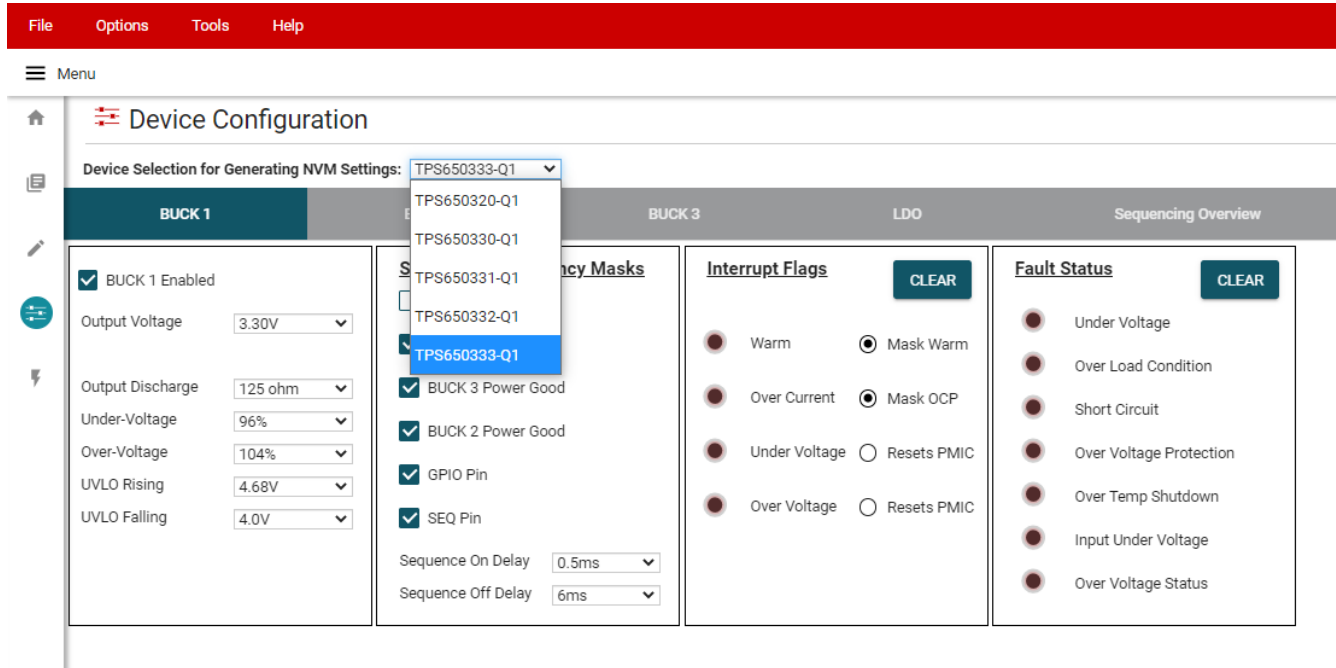 File Options Tools Help
Menu
Device Configuration
Device Selection for Generating NVM Settings: TPS650333-Q1
TPS650320-Q1
TPS650330-Q1
TPS650331-Q1
TPS650332-Q1
TPS650333-Q1
BUCK 1 BUCK 3 LDO Sequencing Overview
BUCK 1 Enabled
Output Voltage 3.30V
Output Discharge 125 ohm
Under-Voltage 96%
Over-Voltage 104%
UVLO Rising 4.68V
UVLO Falling 4.0V
Masks
BUCK 3 Power Good
BUCK 2 Power Good
GPIO Pin
SEQ Pin
Sequence On Delay 0.5ms
Sequence Off Delay 6ms
Interrupt Flags CLEAR
Warm Mask Warm
Over Current Mask OCP
Under Voltage Resets PMIC
Over Voltage Resets PMIC
Fault Status CLEAR
Under Voltage
Over Load Condition
Short Circuit
Over Voltage Protection
Over Temp Shutdown
Input Under Voltage
Over Voltage Status